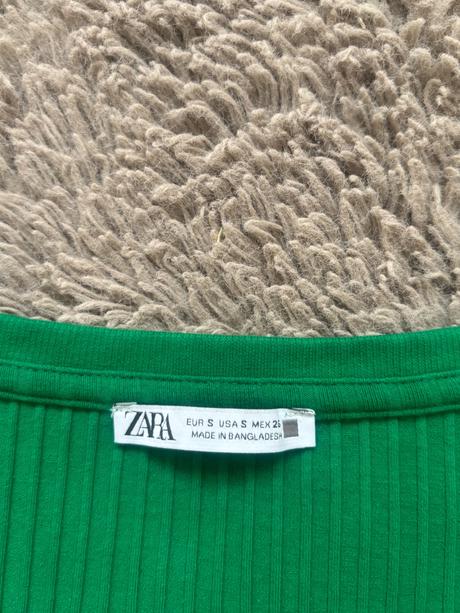 ZARA
EUR S USA S MEX 26
MADE IN BANGLADESH